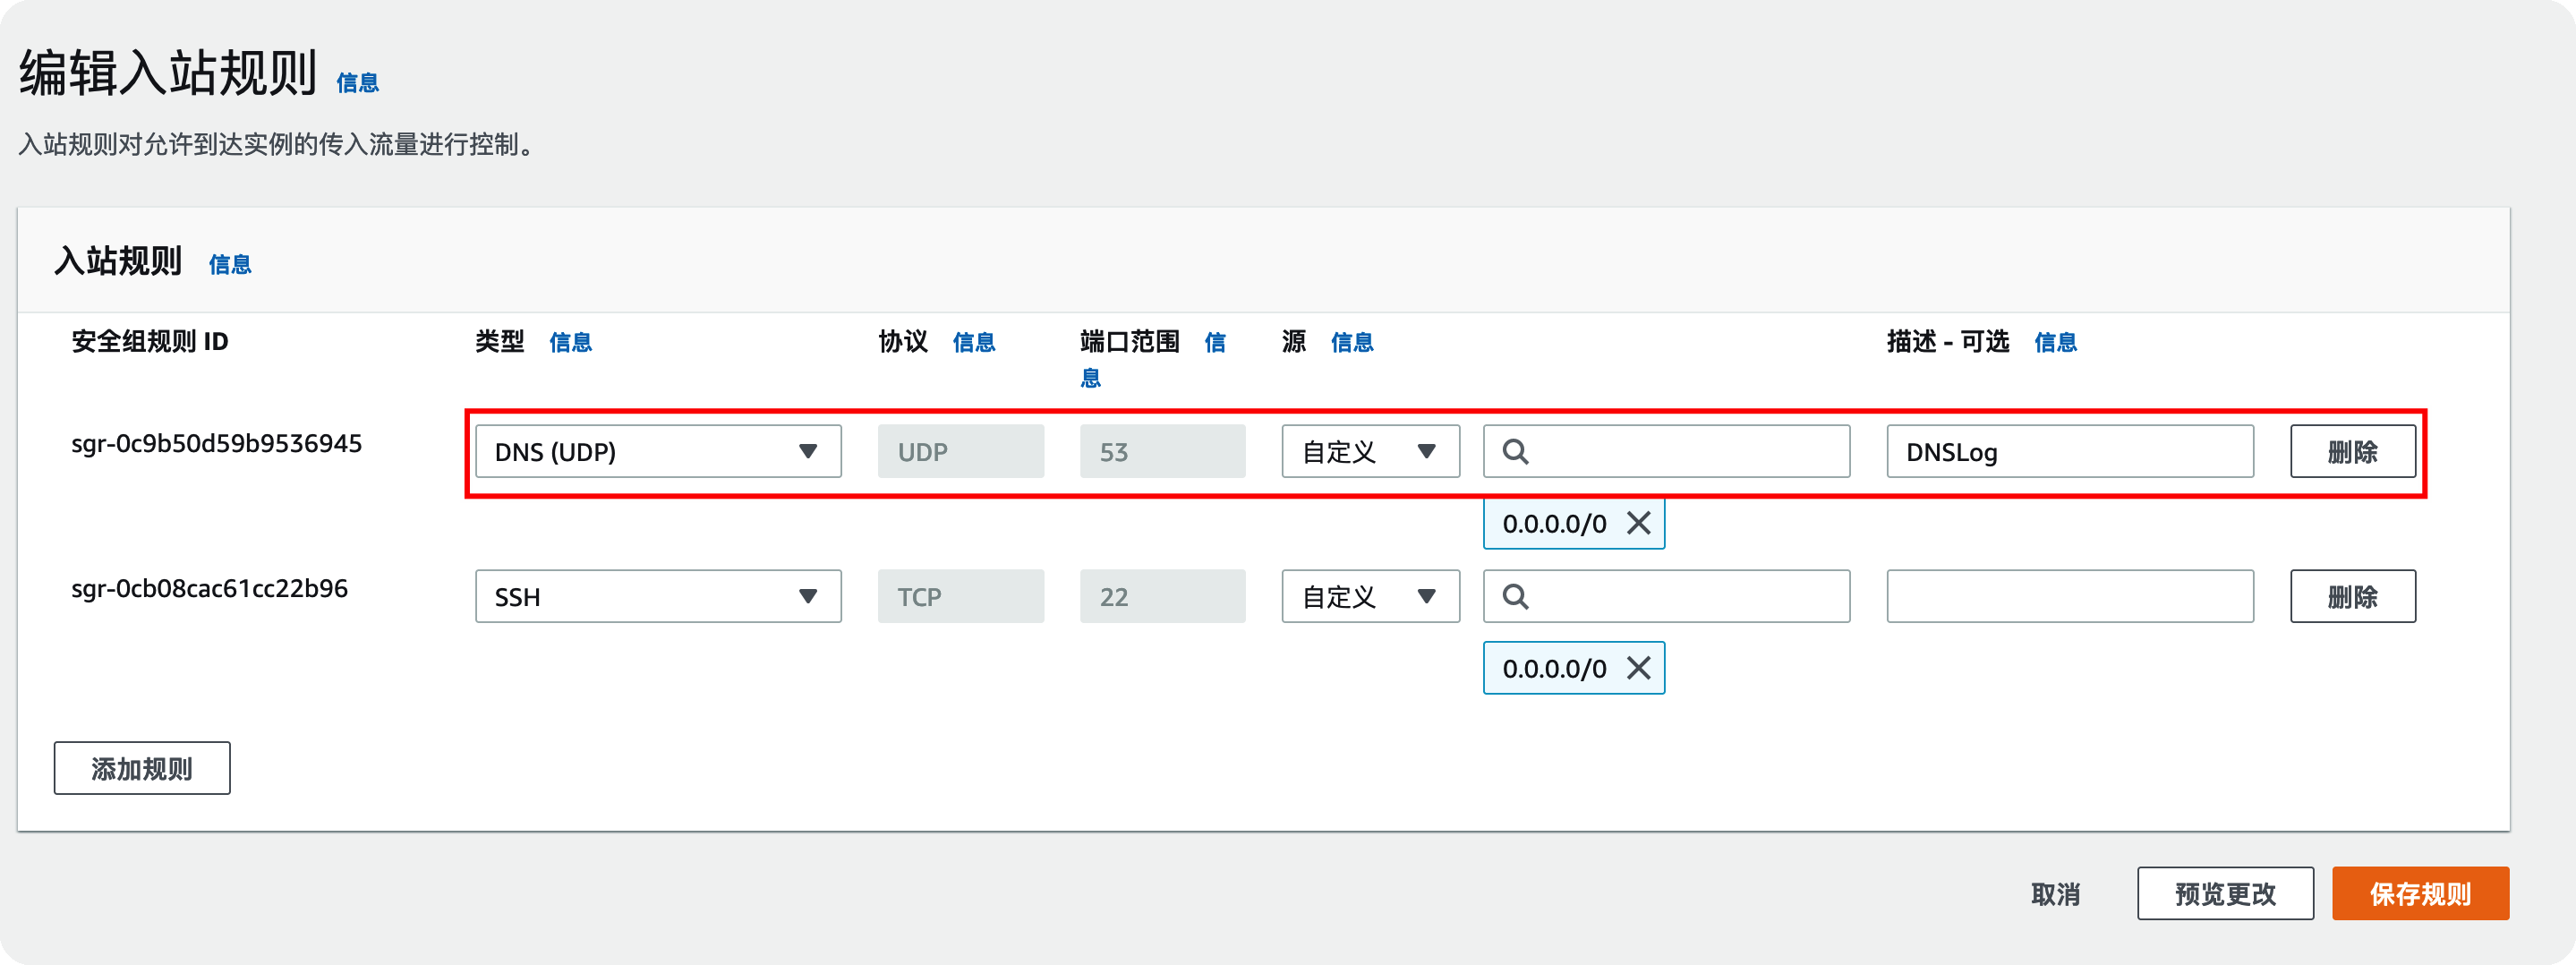 编辑入站规则 信息
入站规则对允许到达实例的传入流量进行控制。
入站规则 信息
安全组规则 ID 类型 信息 协议 信息 端口范围 信息 源 信息 描述 - 可选 信息
sgr-0c9b50d59b9536945 DNS (UDP) UDP 53 自定义 DNSLog 删除
0.0.0.0/0
sgr-0cb08cac61cc22b96 SSH TCP 22 自定义 删除
0.0.0.0/0
添加规则
取消 预览更改 保存规则